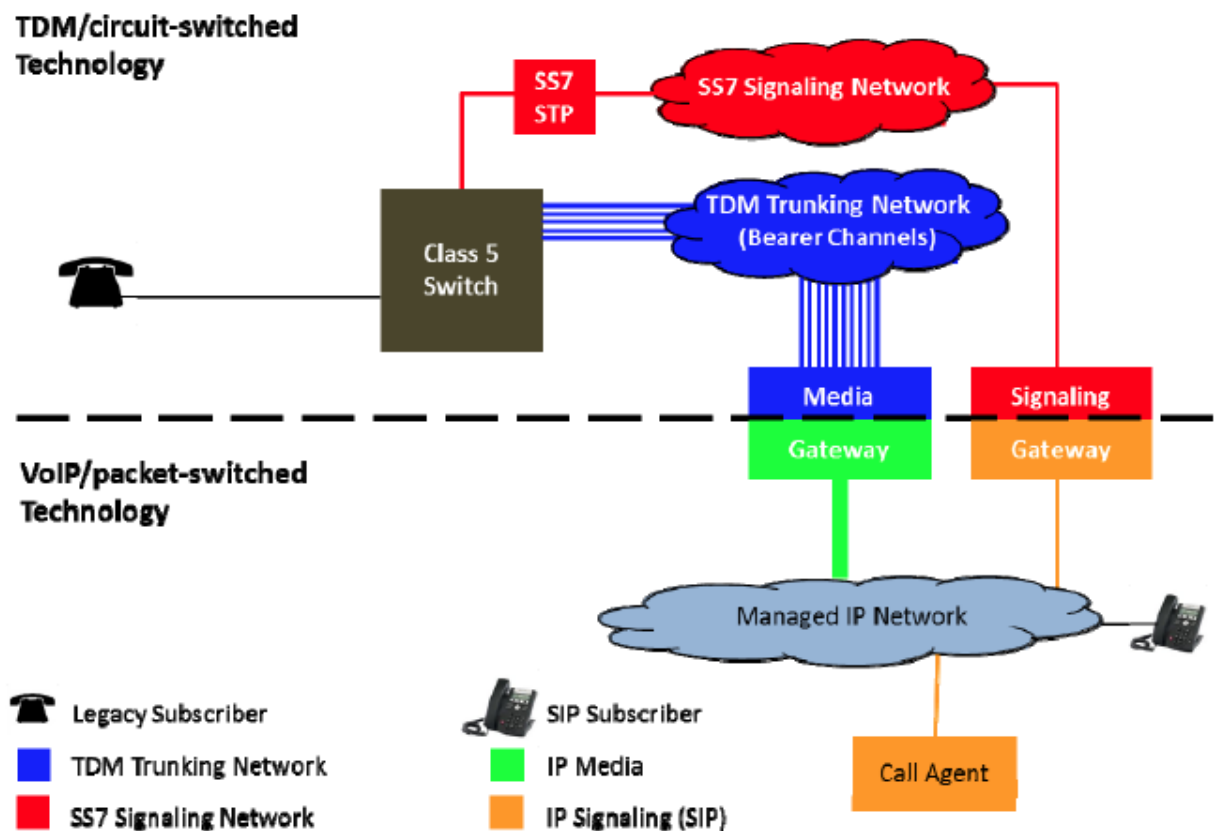 TDM/circuit-switched
Technology
SS7
STP
SS7 Signaling Network
TDM Trunking Network
(Bearer Channels)
Class 5
Switch
Media
Gateway
Signaling
Gateway
VoIP/packet-switched
Technology
Managed IP Network
Call Agent
Legacy Subscriber
SIP Subscriber
TDM Trunking Network
IP Media
SS7 Signaling Network
IP Signaling (SIP)